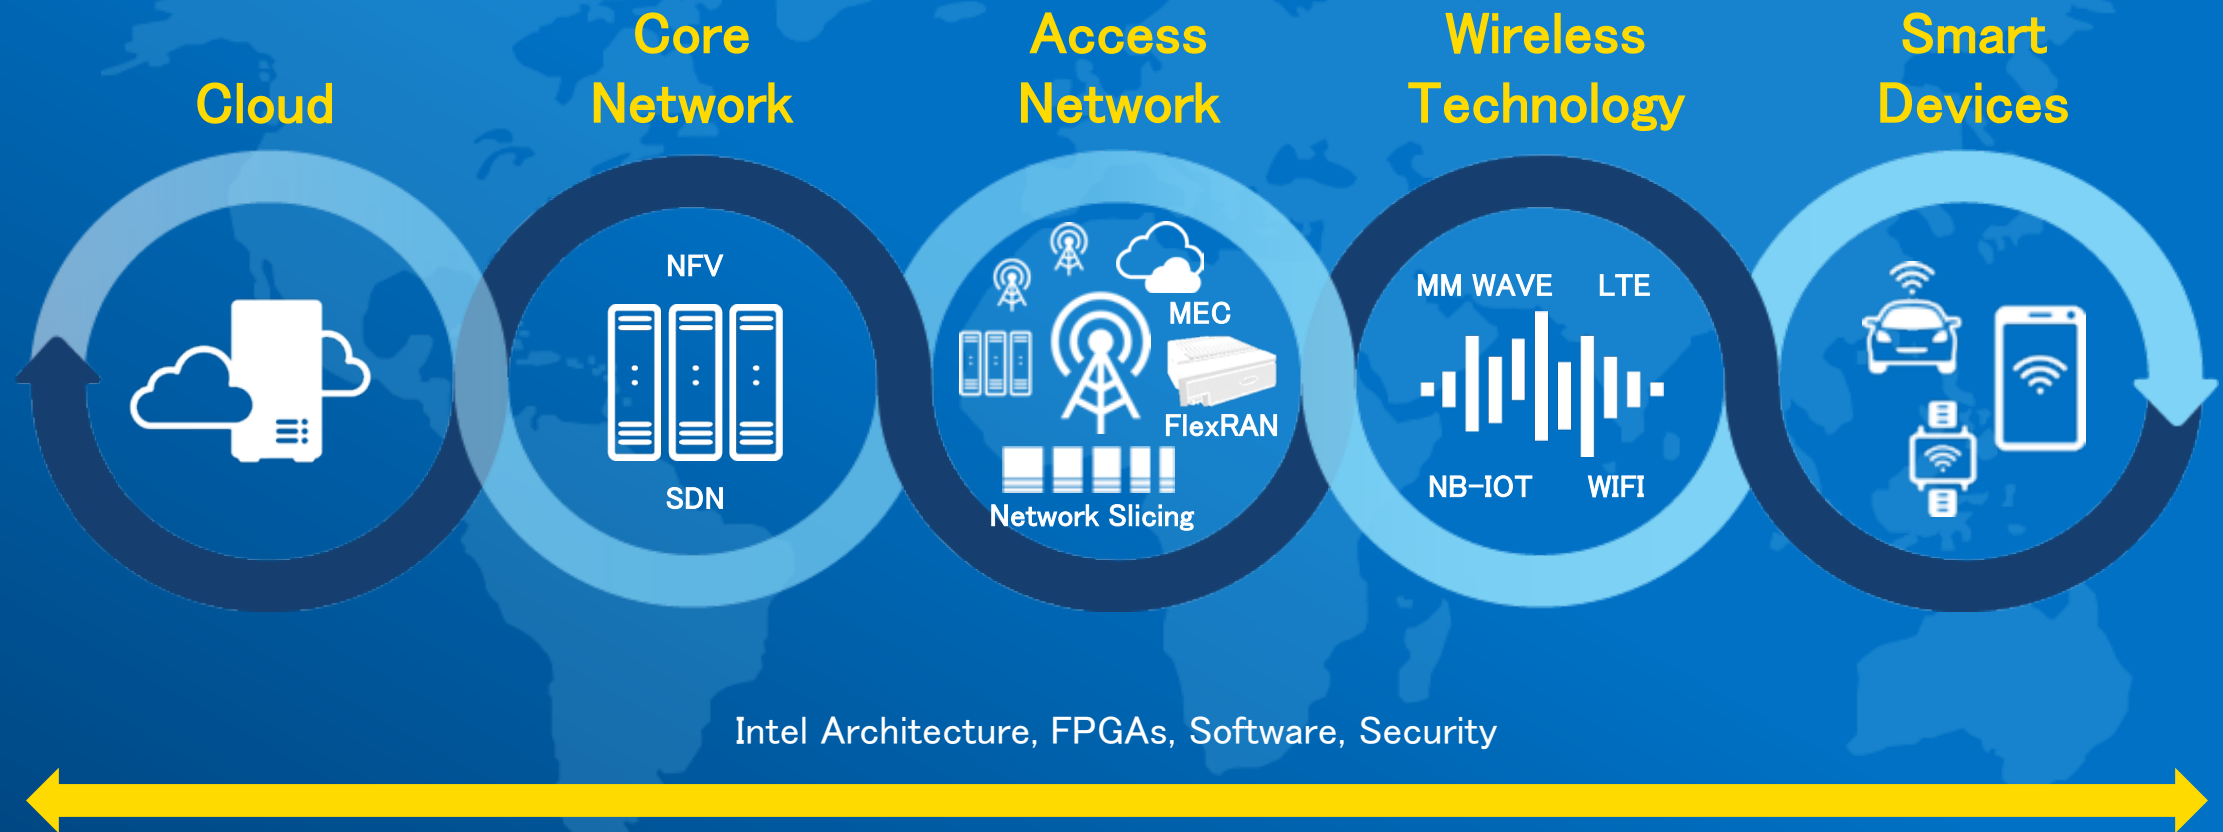 Cloud
Core
Network
Access
Network
Wireless
Technology
Smart
Devices
NFV
SDN
MEC
FlexRAN
Network Slicing
MM WAVE LTE
NB-IOT WIFI
Intel Architecture, FPGAs, Software, Security